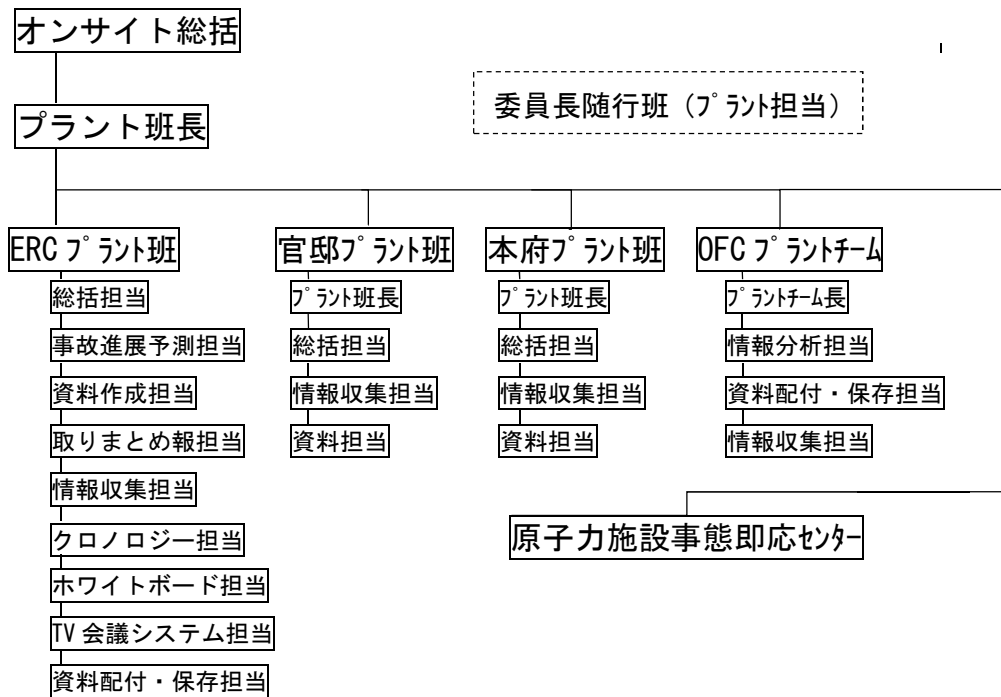 オンサイト総括
委員長随行班（ﾌﾟﾗﾝﾄ担当）
プラント班長
ERC ﾌﾟﾗﾝﾄ班
総括担当
事故進展予測担当
資料作成担当
取りまとめ報担当
情報収集担当
クロノロジー担当
ホワイトボード担当
TV 会議システム担当
資料配付・保存担当
官邸ﾌﾟﾗﾝﾄ班
ﾌﾟﾗﾝﾄ班長
総括担当
情報収集担当
資料担当
本府ﾌﾟﾗﾝﾄ班
ﾌﾟﾗﾝﾄ班長
総括担当
情報収集担当
資料担当
OFC ﾌﾟﾗﾝﾄﾁｰﾑ
ﾌﾟﾗﾝﾄﾁｰﾑ長
情報分析担当
資料配付・保存担当
情報収集担当
原子力施設事態即応ｾﾝﾀｰ